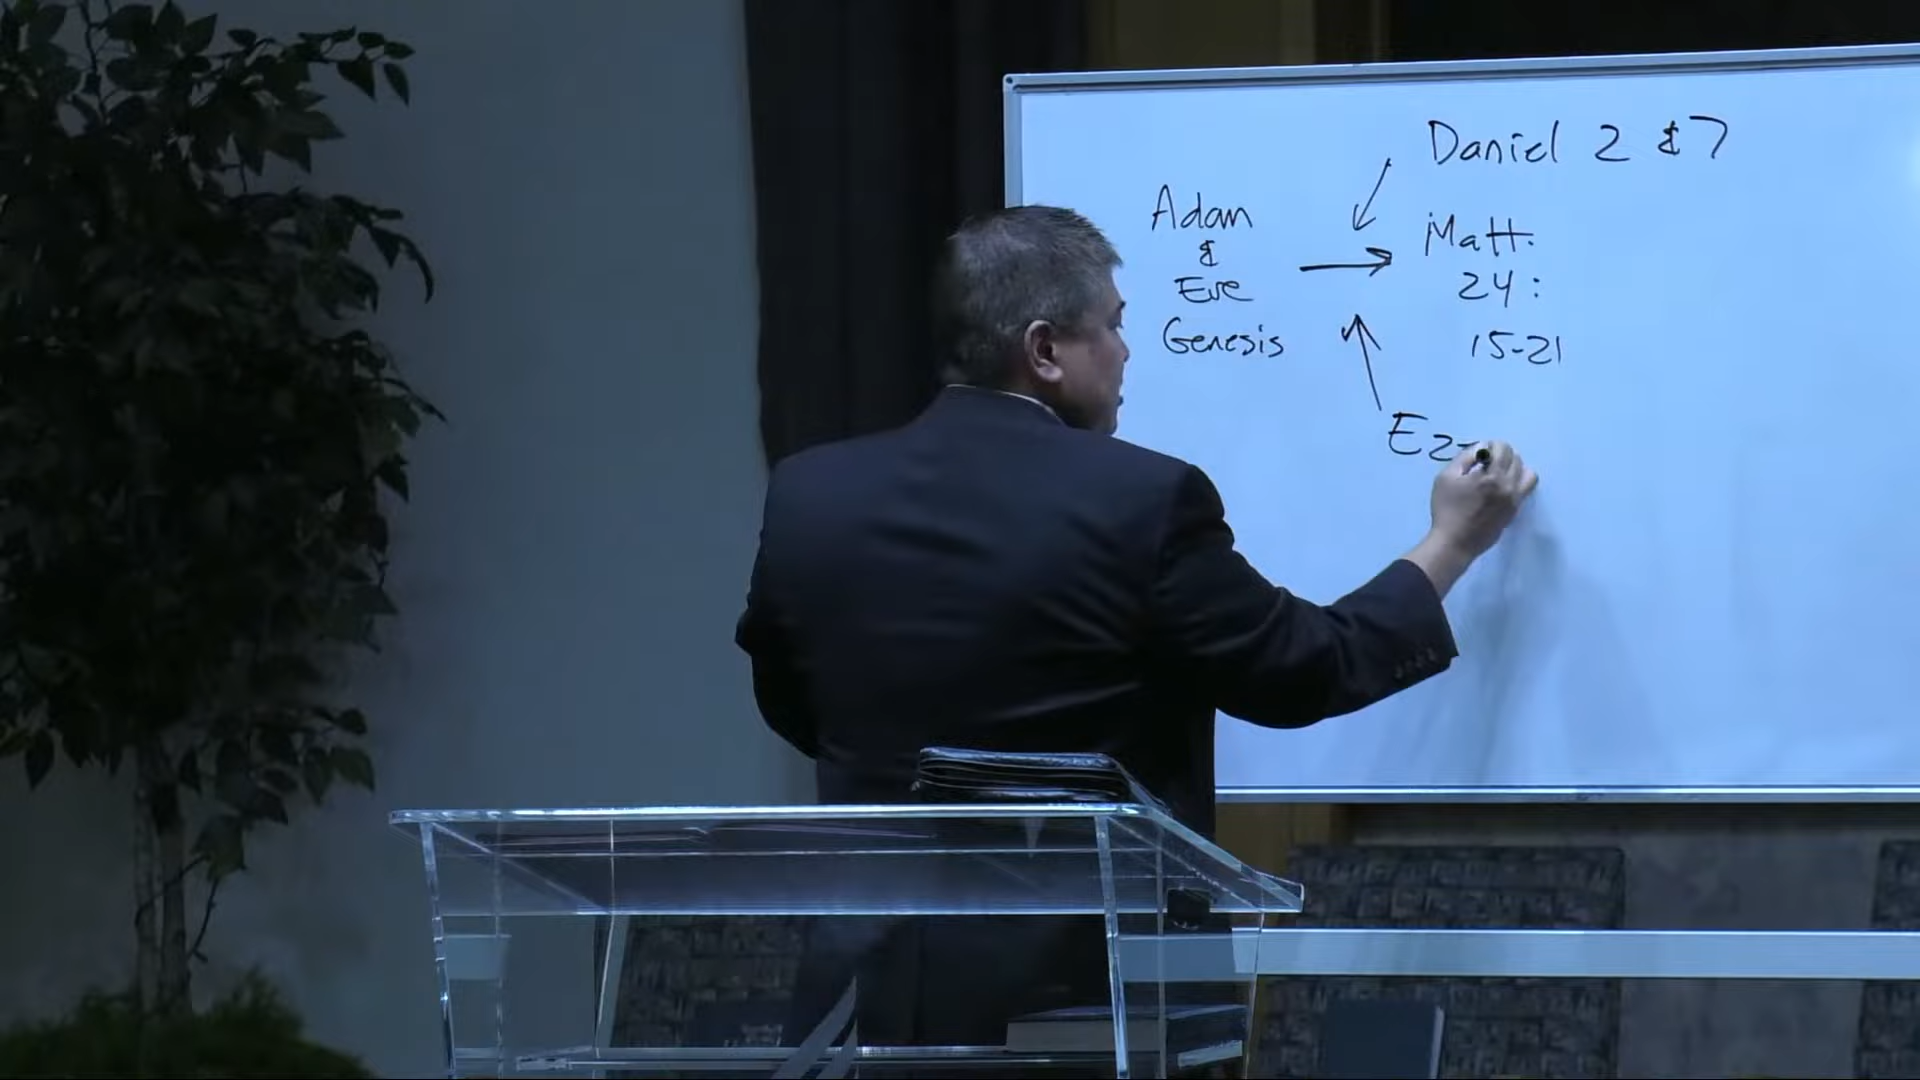 Daniel 2 & 7
Adam
&
Eve
Genesis
Matt.
24:
15-21
Ez